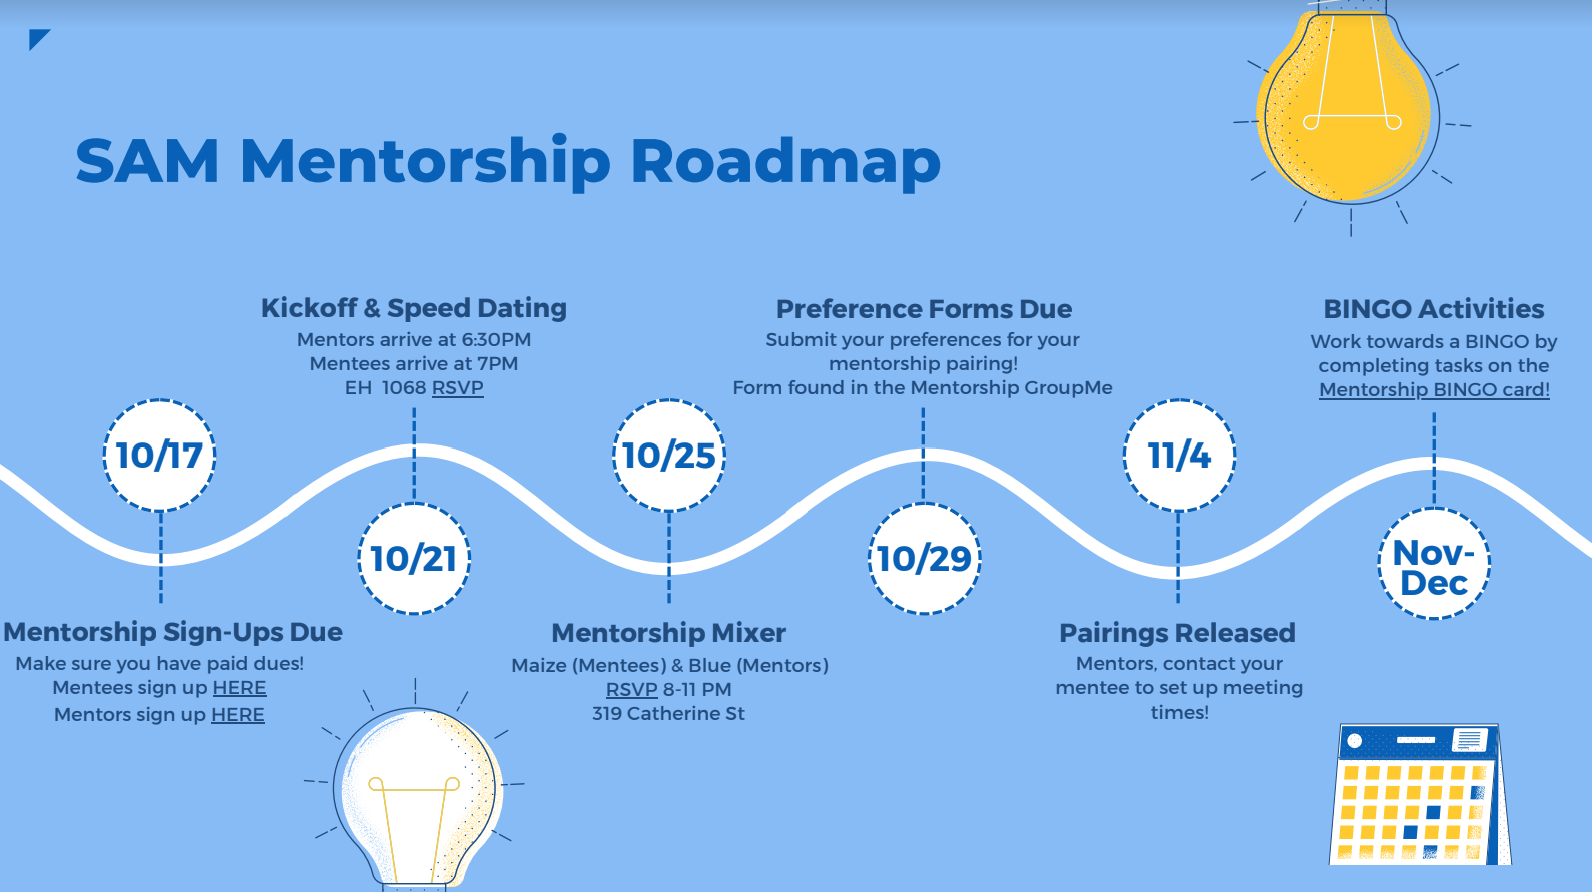 SAM Mentorship Roadmap
10/17
Mentorship Sign-Ups Due
Make sure you have paid dues!
Mentees sign up HERE
Mentors sign up HERE
Kickoff & Speed Dating
Mentors arrive at 6:30PM
Mentees arrive at 7PM
EH 1068 RSVP
10/21
10/25
Mentorship Mixer
Maize (Mentees) & Blue (Mentors)
RSVP 8-11 PM
319 Catherine St
Preference Forms Due
Submit your preferences for your
mentorship pairing!
Form found in the Mentorship GroupMe
10/29
11/4
Pairings Released
Mentors, contact your
mentee to set up meeting
times!
BINGO Activities
Work towards a BINGO by
completing tasks on the
Mentorship BINGO card!
Nov-
Dec